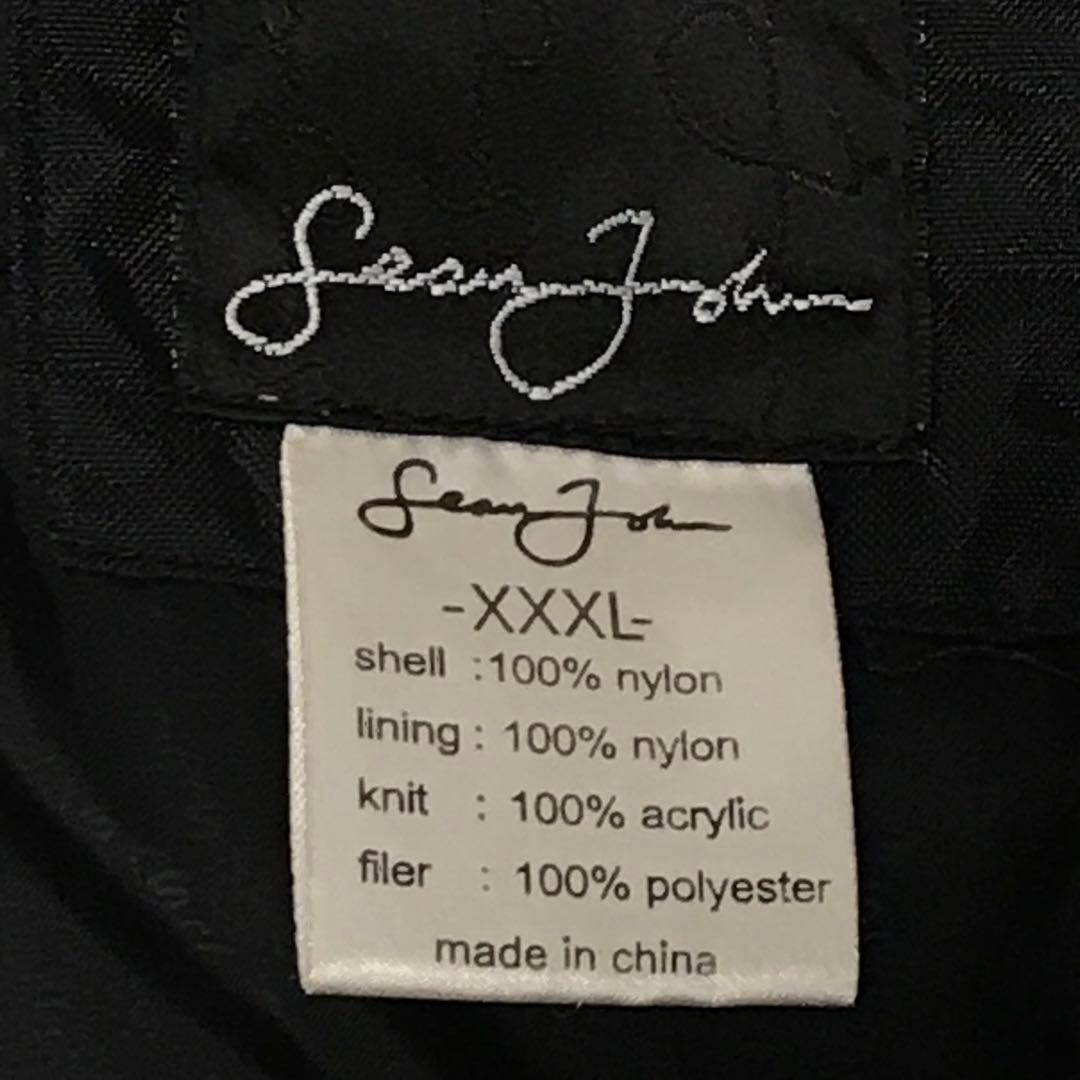 Sean John
Sean John
-XXXL-
shell :100% nylon
lining : 100% nylon
knit : 100% acrylic
filer : 100% polyester
made in china